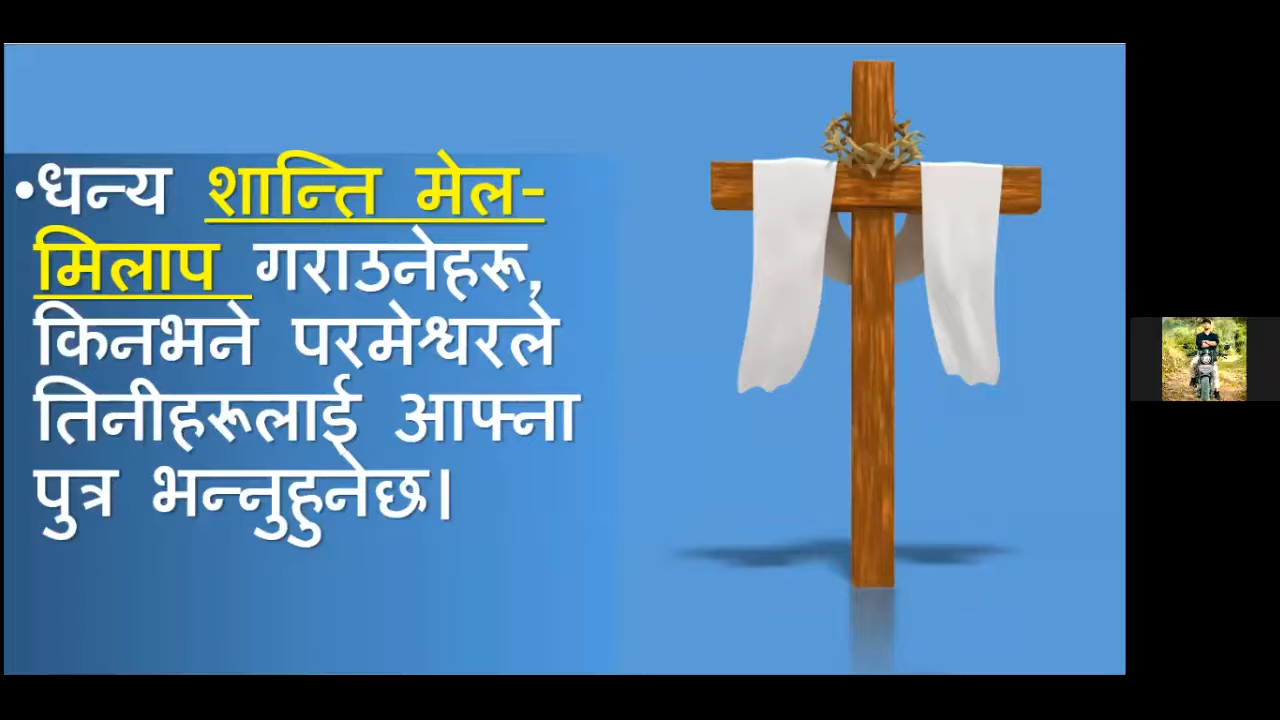 •धन्य शान्ति मेल-
मिलाप गराउनेहरू,
किनभने परमेश्वरले
तिनीहरूलाई आफ्ना
पुत्र भन्नुहुनेछ।